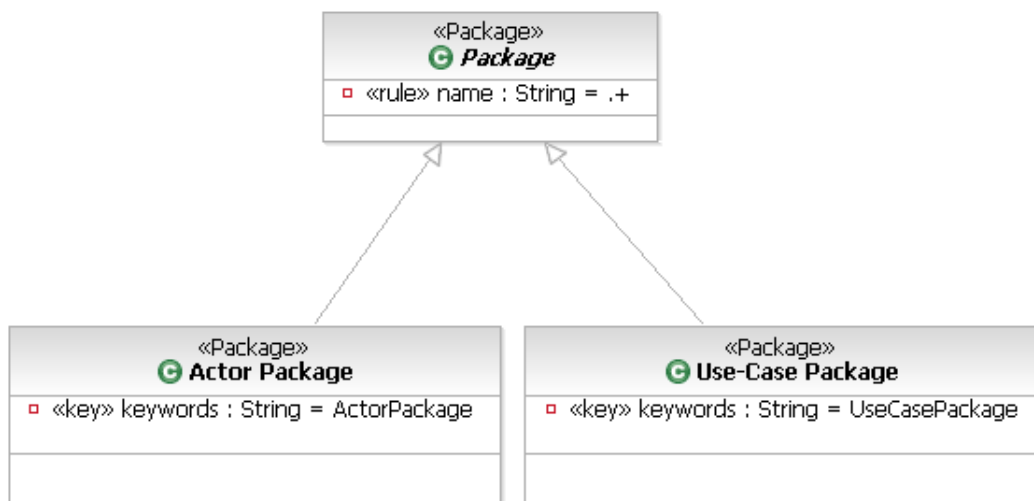 «Package»
Package
«rule» name : String = .+
«Package»
Actor Package
«key» keywords : String = ActorPackage
«Package»
Use-Case Package
«key» keywords : String = UseCasePackage